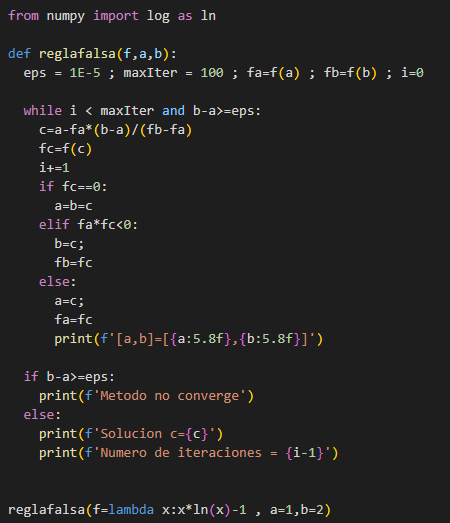 from numpy import log as ln
def reglafalsa(f,a,b):
  eps = 1E-5 ; maxIter = 100 ; fa=f(a) ; fb=f(b) ; i=0
  while i < maxIter and b-a>=eps:
    c=a-fa*(b-a)/(fb-fa)
    fc=f(c)
    i+=1
    if fc==0:
      a=b=c
    elif fa*fc<0:
      b=c;
      fb=fc
    else:
      a=c;
      fa=fc
      print(f'[a,b]=[{a:5.8f},{b:5.8f}]')
  if b-a>=eps:
    print(f'Metodo no converge')
  else:
    print(f'Solucion c={c}')
    print(f'Numero de iteraciones = {i-1}')
reglafalsa(f=lambda x:x*ln(x)-1 , a=1,b=2)